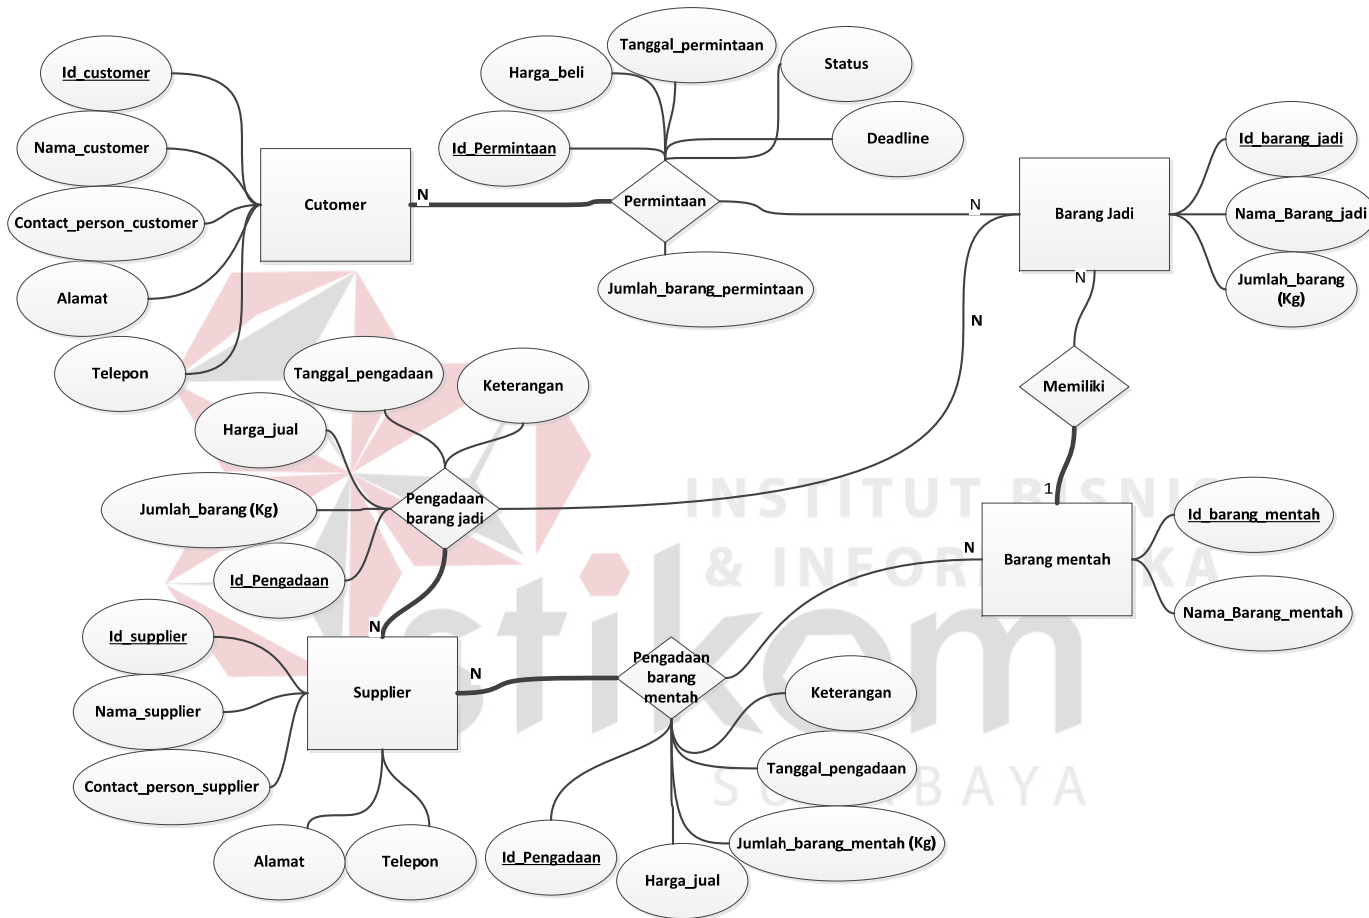 Id_customer
Nama_customer
Contact_person_customer
Alamat
Telepon
Cutomer
N
Harga_beli
Tanggal_permintaan
Status
Id_Permintaan
Deadline
Permintaan
Jumlah_barang_permintaan
N
Barang Jadi
Id_barang_jadi
Nama_Barang_jadi
Jumlah_barang
(Kg)
N
N
Memiliki
1
Tanggal_pengadaan
Keterangan
Harga_jual
Jumlah_barang (Kg)
Id_Pengadaan
Pengadaan
barang jadi
N
INSTITUT BISNIS
& INFORMATIKA
stikom
SURABAYA
N
Barang mentah
Id_barang_mentah
Nama_Barang_mentah
Id_supplier
Nama_supplier
Contact_person_supplier
Alamat
Telepon
Supplier
N
Pengadaan
barang
mentah
Keterangan
Tanggal_pengadaan
Jumlah_barang_mentah (Kg)
Id_Pengadaan
Harga_jual